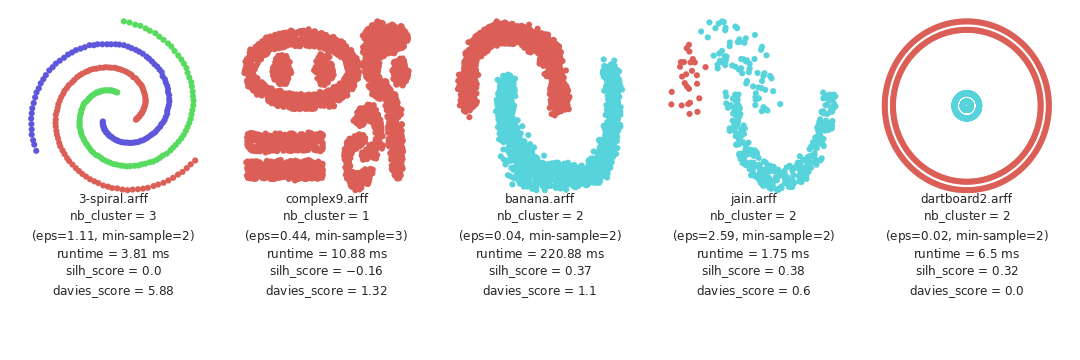 3-spiral.arff
nb_cluster = 3
(eps=1.11, min-sample=2)
runtime = 3.81 ms
silh_score = 0.0
davies_score = 5.88
complex9.arff
nb_cluster = 1
(eps=0.44, min-sample=3)
runtime = 10.88 ms
silh_score = −0.16
davies_score = 1.32
banana.arff
nb_cluster = 2
(eps=0.04, min-sample=2)
runtime = 220.88 ms
silh_score = 0.37
davies_score = 1.1
jain.arff
nb_cluster = 2
(eps=2.59, min-sample=2)
runtime = 1.75 ms
silh_score = 0.38
davies_score = 0.6
dartboard2.arff
nb_cluster = 2
(eps=0.02, min-sample=2)
runtime = 6.5 ms
silh_score = 0.32
davies_score = 0.0